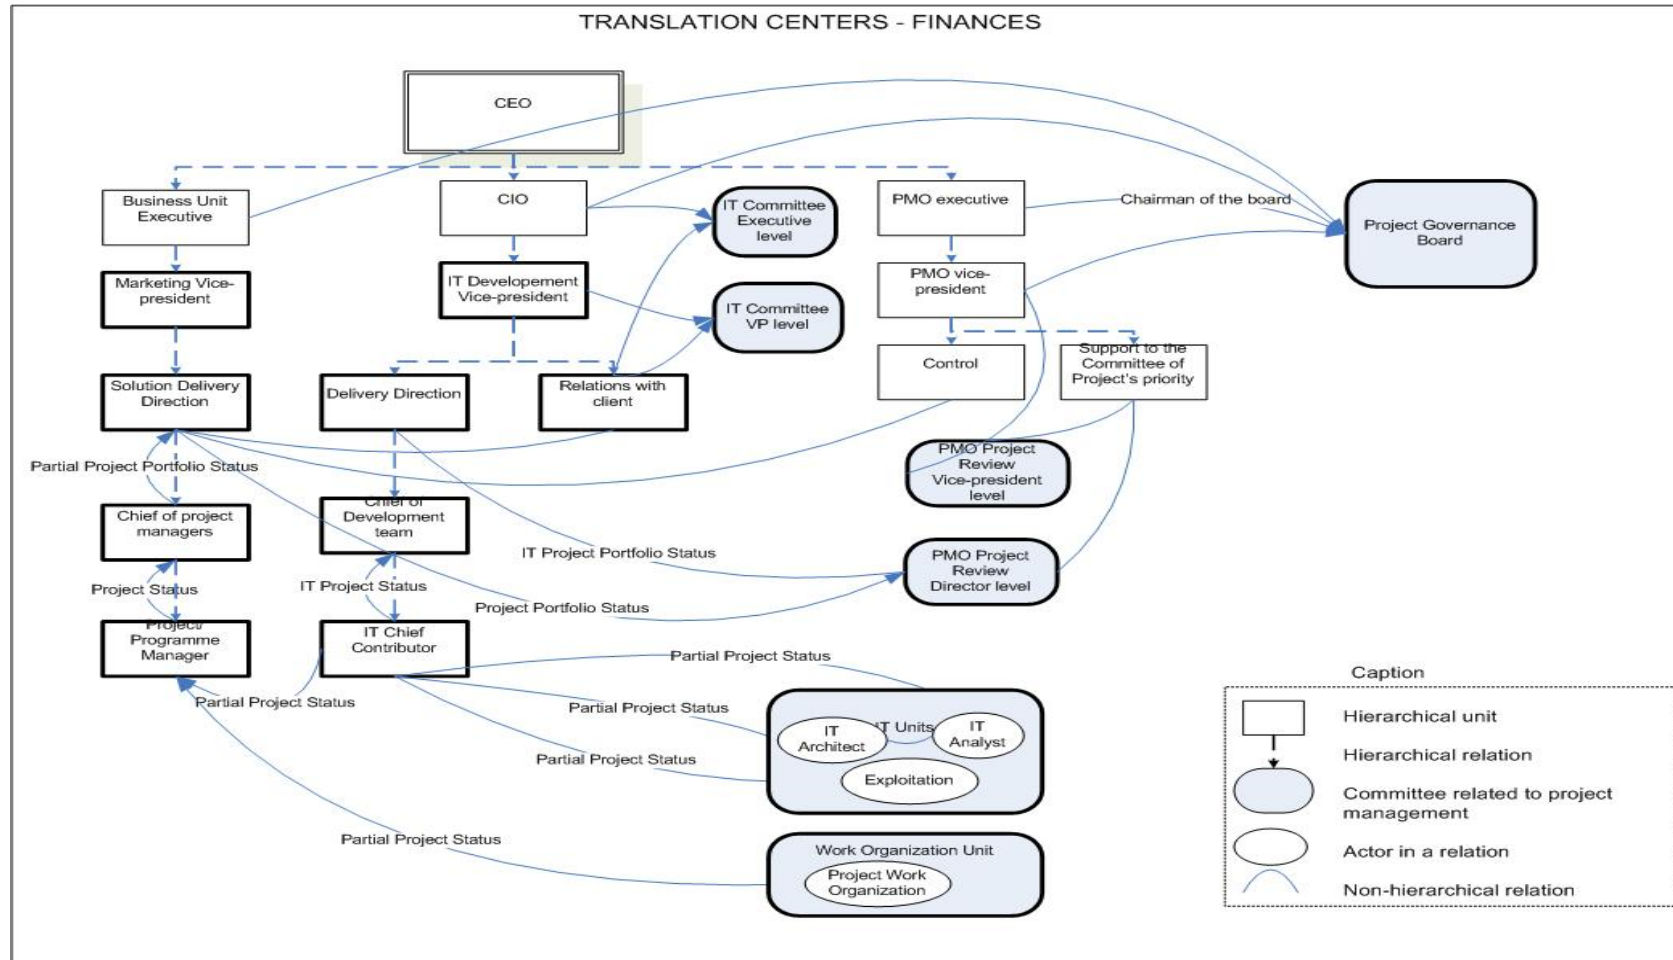 TRANSLATION CENTERS - FINANCES
CEO
Business Unit
Executive
CIO
IT Committee
Executive
level
PMO executive
Chairman of the board
Project Governance
Board
Marketing Vice-
president
IT Developement
Vice-president
IT Committee
VP level
PMO vice-
president
Control
Support to the
Committee of
Project's priority
Solution Delivery
Direction
Delivery Direction
Relations with
client
Partial Project Portfolio Status
PMO Project
Review
Vice-president
level
Chief of project
managers
Chief of
Development
team
IT Project Portfolio Status
PMO Project
Review
Director level
Project Status
IT Project Status
Project Portfolio Status
Project/
Programme
Manager
IT Chief
Contributor
Partial Project Status
Partial Project Status
Partial Project Status
Partial Project Status
IT Units
IT
Architect
IT
Analyst
Exploitation
Partial Project Status
Work Organization Unit
Project Work
Organization
Caption
Hierarchical unit
Hierarchical relation
Committee related to project
management
Actor in a relation
Non-hierarchical relation